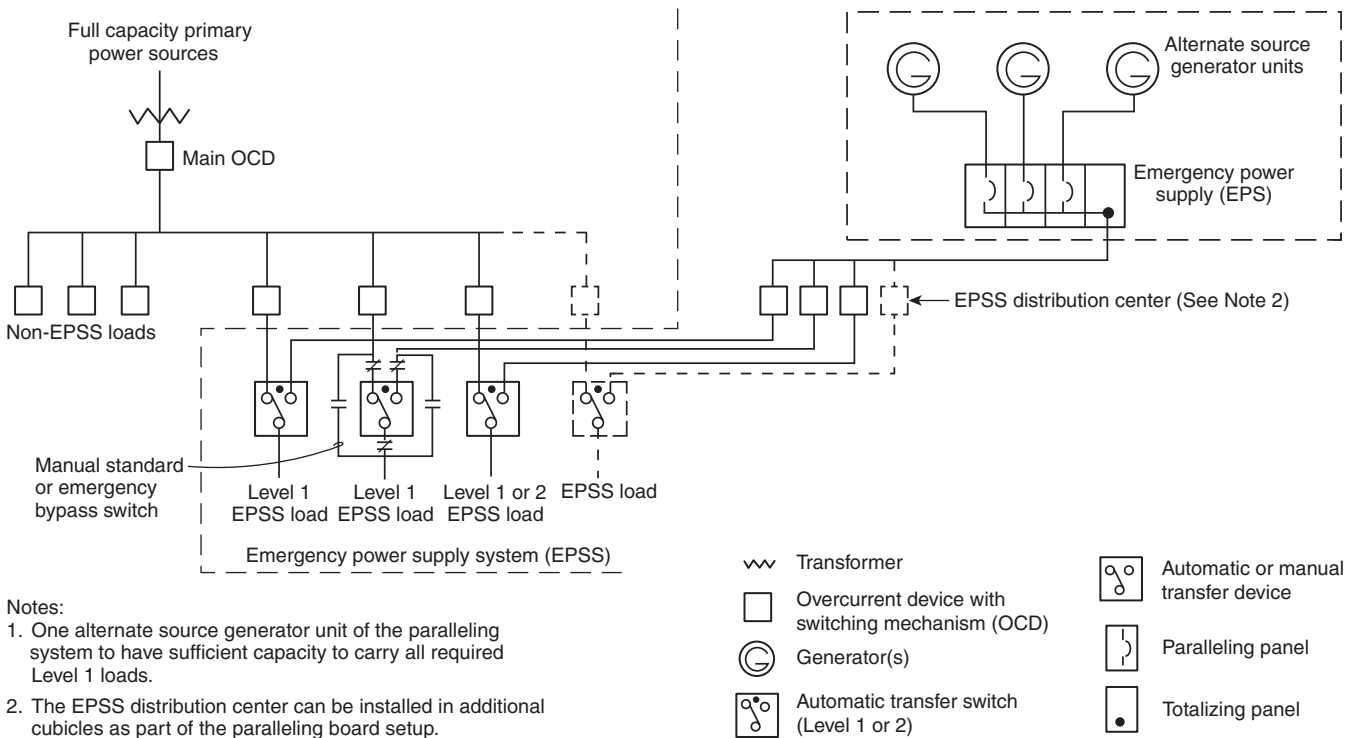 Full capacity primary
power sources
Main OCD
Non-EPSS loads
Alternate source
generator units
Emergency power
supply (EPS)
EPSS distribution center (See Note 2)
Manual standard
or emergency
bypass switch
Level 1
EPSS load
Level 1
EPSS load
Level 1 or 2
EPSS load
EPSS load
Emergency power supply system (EPSS)
Notes:
1. One alternate source generator unit of the paralleling
system to have sufficient capacity to carry all required
Level 1 loads.
2. The EPSS distribution center can be installed in additional
cubicles as part of the paralleling board setup.
Transformer
Overcurrent device with
switching mechanism (OCD)
Generator(s)
Automatic transfer switch
(Level 1 or 2)
Automatic or manual
transfer device
Paralleling panel
Totalizing panel